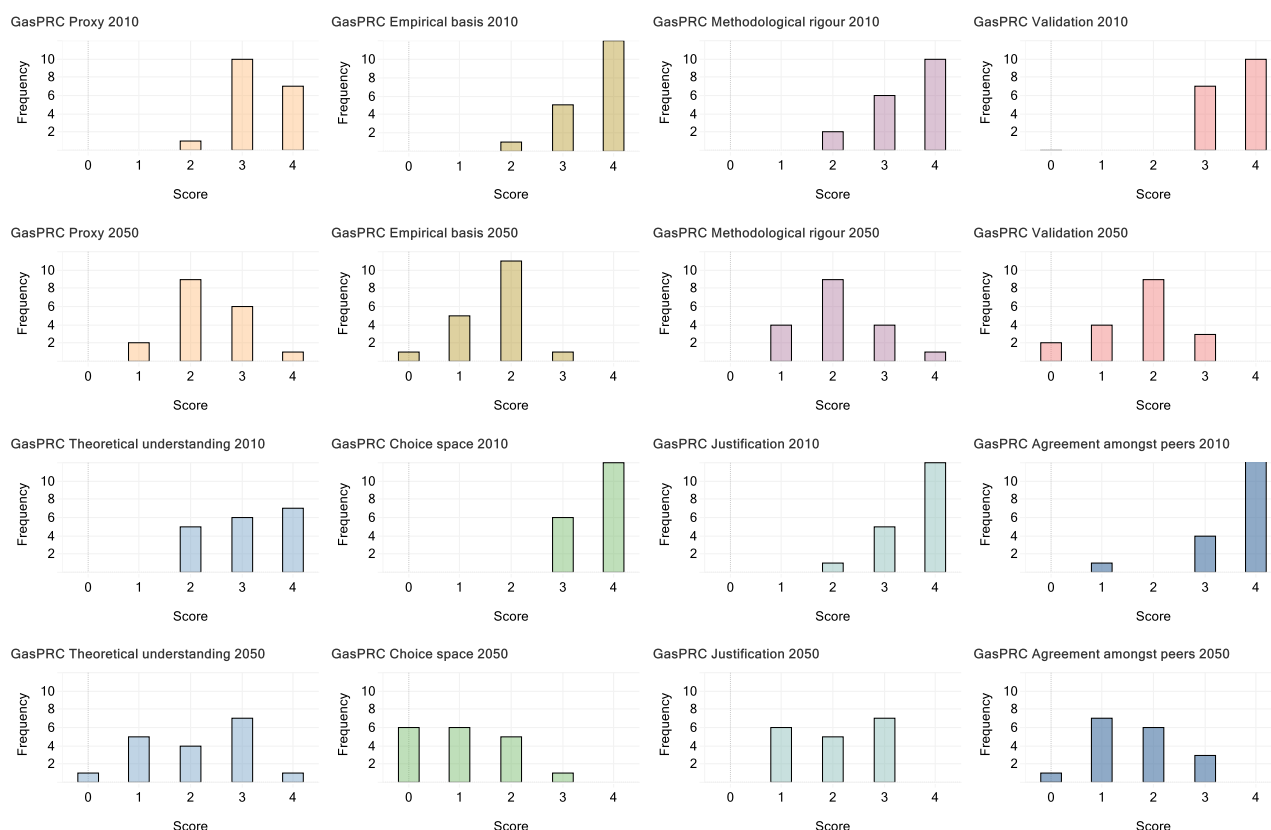 GasPRC Proxy 2010
Frequency
10
8
6
4
2
0 1 2 3 4
Score
GasPRC Empirical basis 2010
Frequency
10
8
6
4
2
0 1 2 3 4
Score
GasPRC Methodological rigour 2010
Frequency
10
8
6
4
2
0 1 2 3 4
Score
GasPRC Validation 2010
Frequency
10
8
6
4
2
0 1 2 3 4
Score
GasPRC Proxy 2050
Frequency
10
8
6
4
2
0 1 2 3 4
Score
GasPRC Empirical basis 2050
Frequency
10
8
6
4
2
0 1 2 3 4
Score
GasPRC Methodological rigour 2050
Frequency
10
8
6
4
2
0 1 2 3 4
Score
GasPRC Validation 2050
Frequency
10
8
6
4
2
0 1 2 3 4
Score
GasPRC Theoretical understanding 2010
Frequency
10
8
6
4
2
0 1 2 3 4
Score
GasPRC Choice space 2010
Frequency
10
8
6
4
2
0 1 2 3 4
Score
GasPRC Justification 2010
Frequency
10
8
6
4
2
0 1 2 3 4
Score
GasPRC Agreement amongst peers 2010
Frequency
10
8
6
4
2
0 1 2 3 4
Score
GasPRC Theoretical understanding 2050
Frequency
10
8
6
4
2
0 1 2 3 4
Score
GasPRC Choice space 2050
Frequency
10
8
6
4
2
0 1 2 3 4
Score
GasPRC Justification 2050
Frequency
10
8
6
4
2
0 1 2 3 4
Score
GasPRC Agreement amongst peers 2050
Frequency
10
8
6
4
2
0 1 2 3 4
Score